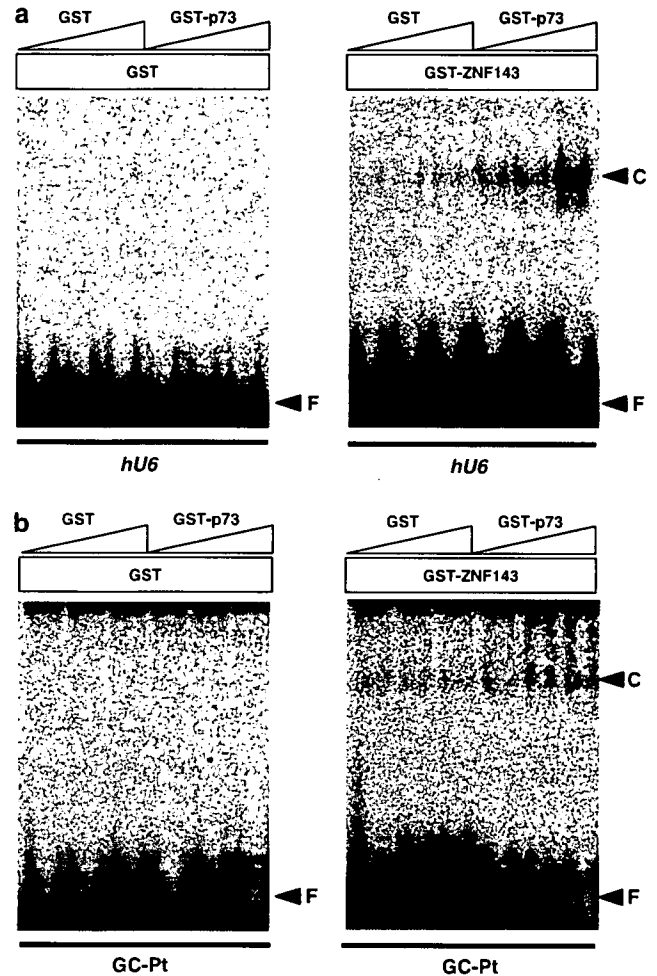 a
GST GST-p73 GST GST-p73
GST GST-ZNF143
C
F F
hU6 hU6
b
GST GST-p73 GST GST-p73
GST GST-ZNF143
C
F F
GC-Pt GC-Pt